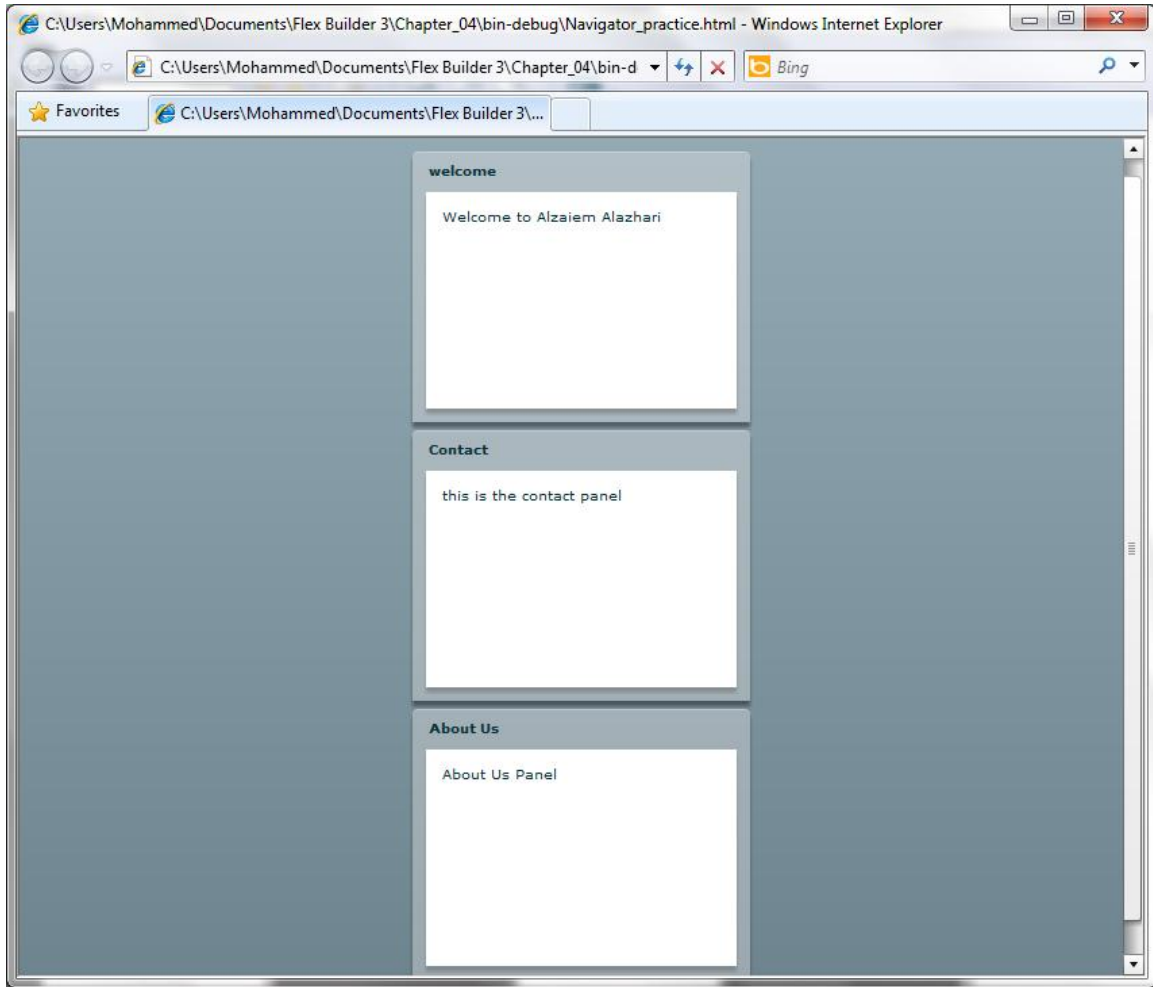 C:\Users\Mohammed\Documents\Flex Builder 3\Chapter_04\bin-debug\Navigator_practice.html - Windows Internet Explorer
C:\Users\Mohammed\Documents\Flex Builder 3\Chapter_04\bin-d
Bing
Favorites
C:\Users\Mohammed\Documents\Flex Builder 3\...
welcome
Welcome to Alzaiem Alazhari
Contact
this is the contact panel
About Us
About Us Panel